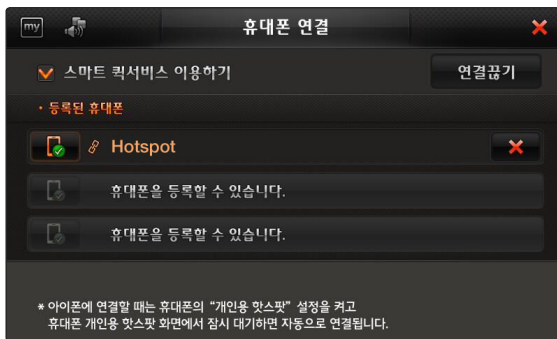 my
휴대폰 연결
스마트 퀵서비스 이용하기
연결끊기
• 등록된 휴대폰
Hotspot
휴대폰을 등록할 수 있습니다.
휴대폰을 등록할 수 있습니다.
* 아이폰에 연결할 때는 휴대폰의 “개인용 핫스팟” 설정을 켜고
휴대폰 개인용 핫스팟 화면에서 잠시 대기하면 자동으로 연결됩니다.